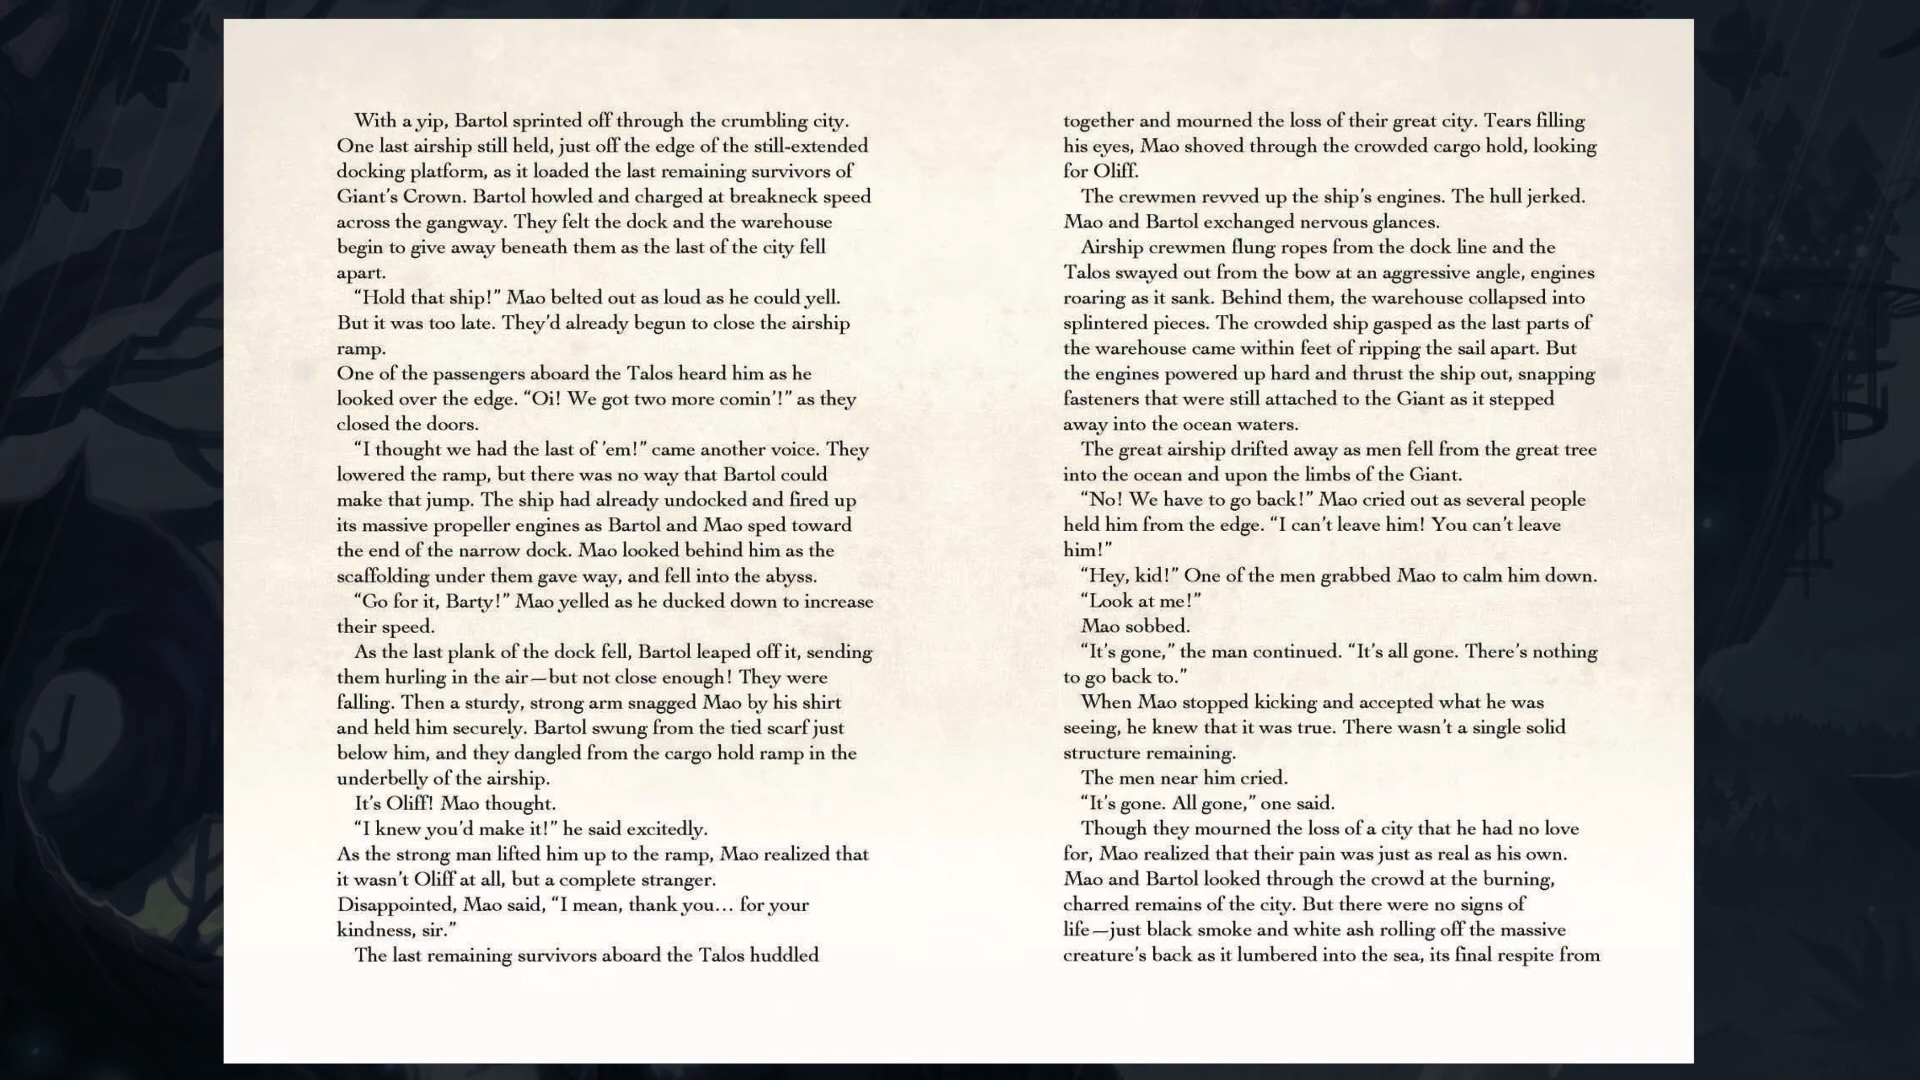 With a yip, Bartol sprinted off through the crumbling city.
One last airship still held, just off the edge of the still-extended
docking platform, as it loaded the last remaining survivors of
Giant's Crown. Bartol howled and charged at breakneck speed
across the gangway. They felt the dock and the warehouse
begin to give away beneath them as the last of the city fell
apart.
“Hold that ship!” Mao belted out as loud as he could yell.
But it was too late. They'd already begun to close the airship
ramp.
One of the passengers aboard the Talos heard him as he
looked over the edge. “Oi! We got two more comin'!” as they
closed the doors.
“I thought we had the last of 'em!” came another voice. They
lowered the ramp, but there was no way that Bartol could
make that jump. The ship had already undocked and fired up
its massive propeller engines as Bartol and Mao sped toward
the end of the narrow dock. Mao looked behind him as the
scaffolding under them gave way, and fell into the abyss.
“Go for it, Barty!” Mao yelled as he ducked down to increase
their speed.
As the last plank of the dock fell, Bartol leaped off it, sending
them hurling in the air—but not close enough! They were
falling. Then a sturdy, strong arm snagged Mao by his shirt
and held him securely. Bartol swung from the tied scarf just
below him, and they dangled from the cargo hold ramp in the
underbelly of the airship.
It's Oliff! Mao thought.
“I knew you'd make it!” he said excitedly.
As the strong man lifted him up to the ramp, Mao realized that
it wasn't Oliff at all, but a complete stranger.
Disappointed, Mao said, “I mean, thank you… for your
kindness, sir.”
The last remaining survivors aboard the Talos huddled
together and mourned the loss of their great city. Tears filling
his eyes, Mao shoved through the crowded cargo hold, looking
for Oliff.
The crewmen revved up the ship's engines. The hull jerked.
Mao and Bartol exchanged nervous glances.
Airship crewmen flung ropes from the dock line and the
Talos swayed out from the bow at an aggressive angle, engines
roaring as it sank. Behind them, the warehouse collapsed into
splintered pieces. The crowded ship gasped as the last parts of
the warehouse came within feet of ripping the sail apart. But
the engines powered up hard and thrust the ship out, snapping
fasteners that were still attached to the Giant as it stepped
away into the ocean waters.
The great airship drifted away as men fell from the great tree
into the ocean and upon the limbs of the Giant.
“No! We have to go back!” Mao cried out as several people
held him from the edge. “I can't leave him! You can't leave
him!”
“Hey, kid!” One of the men grabbed Mao to calm him down.
“Look at me!”
Mao sobbed.
“It's gone,” the man continued. “It's all gone. There's nothing
to go back to.”
When Mao stopped kicking and accepted what he was
seeing, he knew that it was true. There wasn't a single solid
structure remaining.
The men near him cried.
“It's gone. All gone,” one said.
Though they mourned the loss of a city that he had no love
for, Mao realized that their pain was just as real as his own.
Mao and Bartol looked through the crowd at the burning,
charred remains of the city. But there were no signs of
life—just black smoke and white ash rolling off the massive
creature's back as it lumbered into the sea, its final respite from